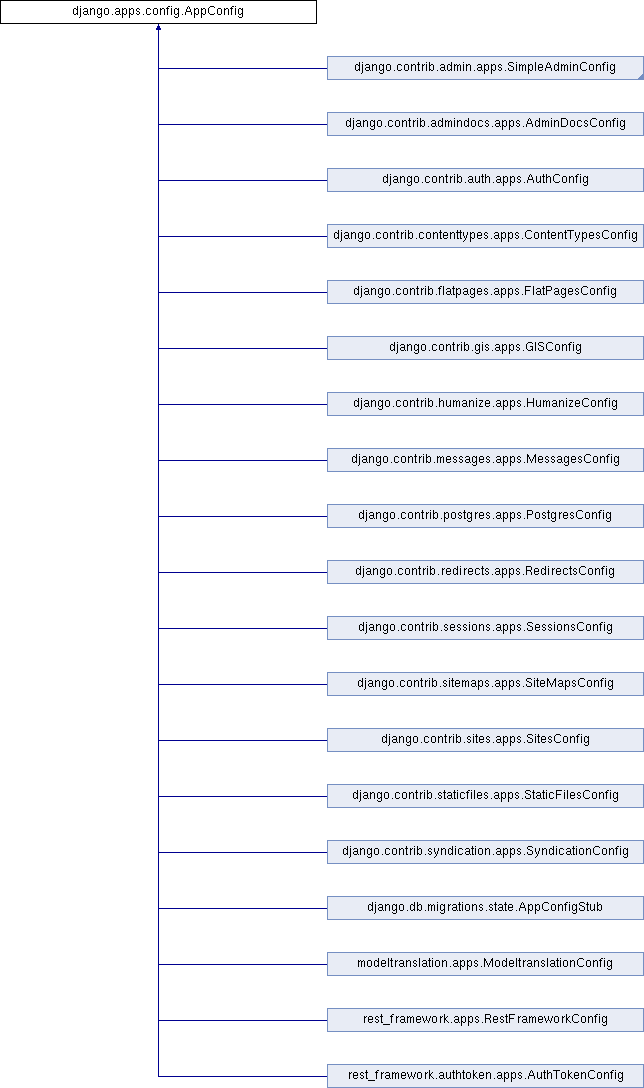 django.apps.config.AppConfig
django.contrib.admin.apps.SimpleAdminConfig
django.contrib.admindocs.apps.AdminDocsConfig
django.contrib.auth.apps.AuthConfig
django.contrib.contenttypes.apps.ContentTypesConfig
django.contrib.flatpages.apps.FlatPagesConfig
django.contrib.gis.apps.GISConfig
django.contrib.humanize.apps.HumanizeConfig
django.contrib.messages.apps.MessagesConfig
django.contrib.postgres.apps.PostgresConfig
django.contrib.redirects.apps.RedirectsConfig
django.contrib.sessions.apps.SessionsConfig
django.contrib.sitemaps.apps.SiteMapsConfig
django.contrib.sites.apps.SitesConfig
django.contrib.staticfiles.apps.StaticFilesConfig
django.contrib.syndication.apps.SyndicationConfig
django.db.migrations.state.AppConfigStub
modeltranslation.apps.ModeltranslationConfig
rest_framework.apps.RestFrameworkConfig
rest_framework.authtoken.apps.AuthTokenConfig